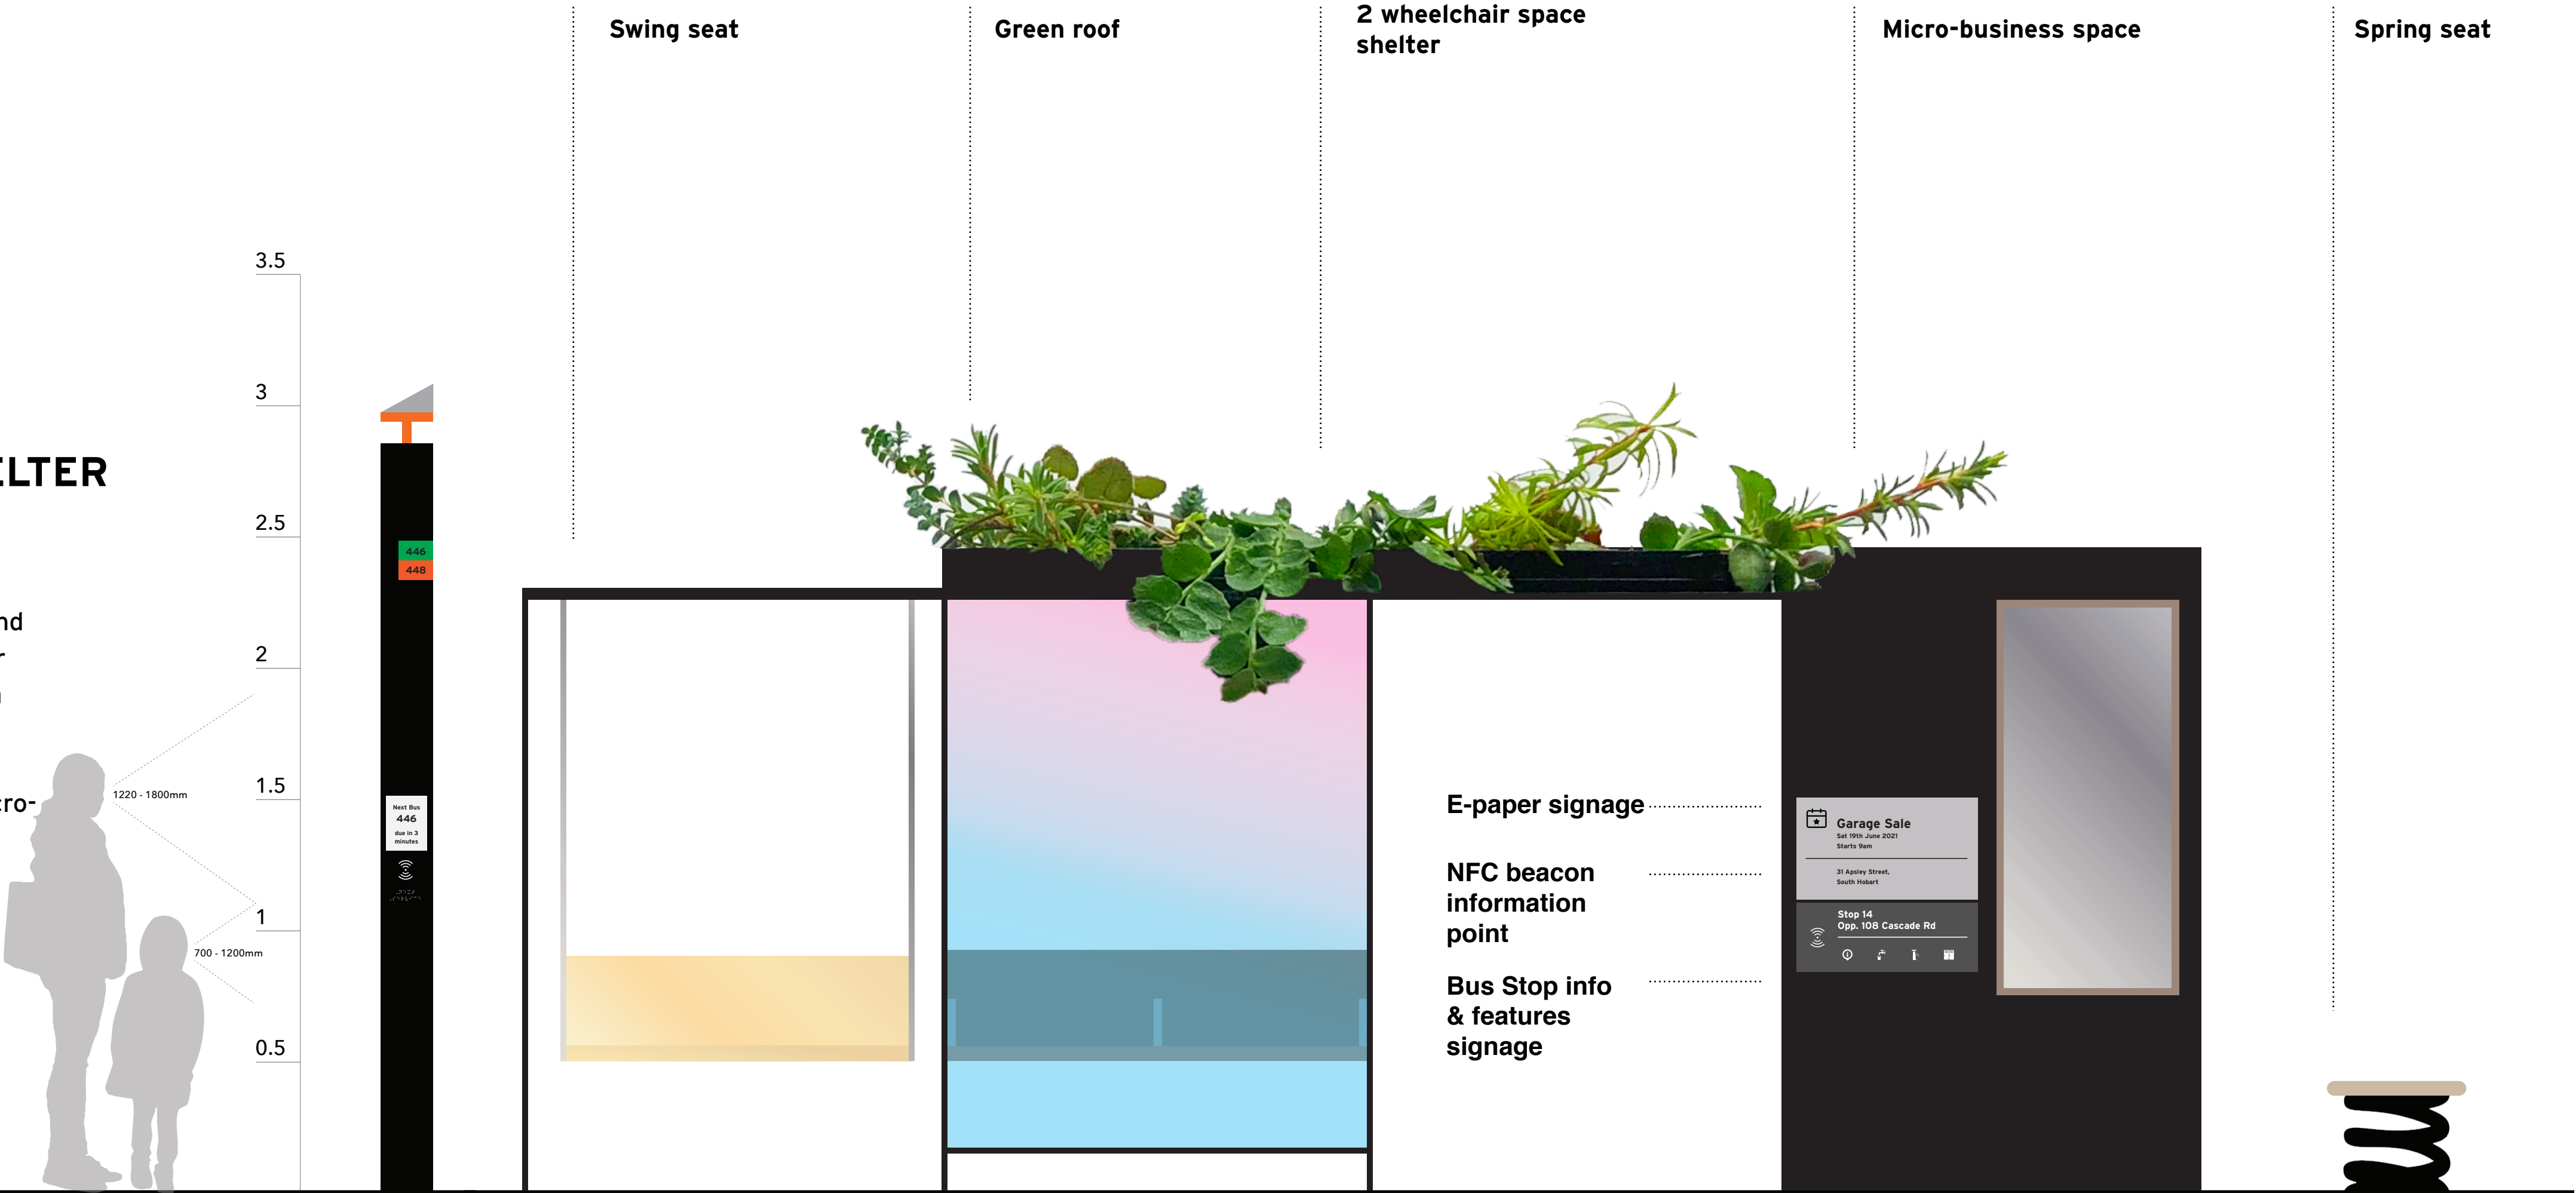 Swing seat
Green roof
2 wheelchair space
shelter
Micro-business space
Spring seat
3.5
3
2.5
2
1.5
1
0.5
ELTER
nd
r
cro-
1220 - 1800mm
700 - 1200mm
446
448
Next Bus
446
due in 3
minutes
E-paper signage
NFC beacon
information
point
Bus Stop info
& features
signage
Garage Sale
Sat 19th June 2021
Starts 9am
31 Apsley Street,
South Hobart
Stop 14
Opp. 108 Cascade Rd